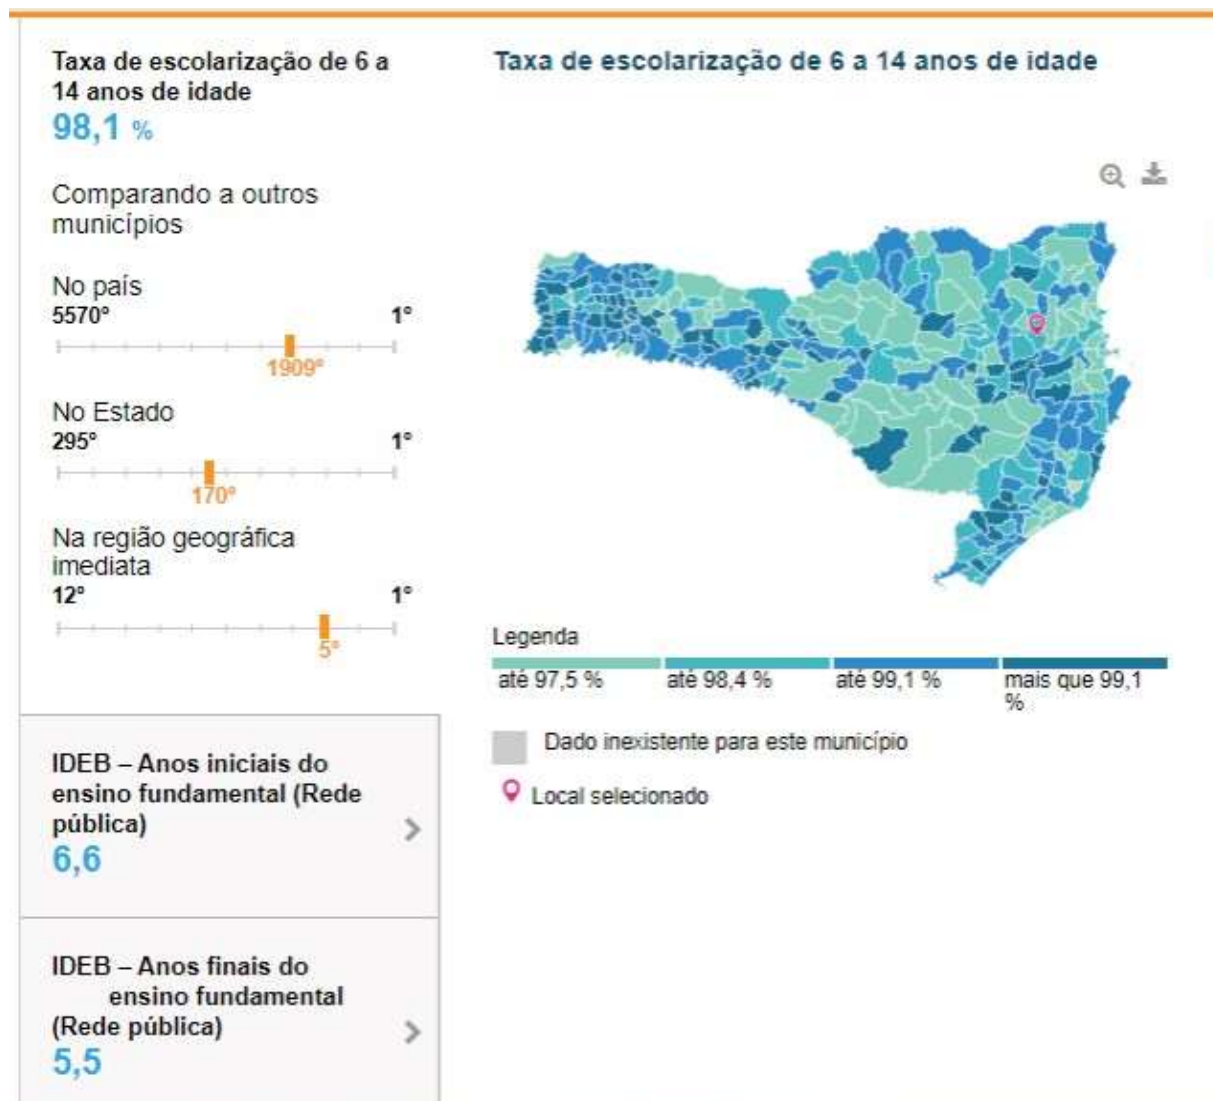 Taxa de escolarização de 6 a
14 anos de idade
98,1 %
Comparando a outros
municípios
No país
5570° 1°
1909°
No Estado
295° 1°
170°
Na região geográfica
imediata
12° 1°
5°
IDEB – Anos iniciais do
ensino fundamental (Rede
pública)
6,6
IDEB – Anos finais do
ensino fundamental
(Rede pública)
5,5
Taxa de escolarização de 6 a 14 anos de idade
Legenda
até 97,5 % até 98,4 % até 99,1 % mais que 99,1
%
Dado inexistente para este município
Local selecionado